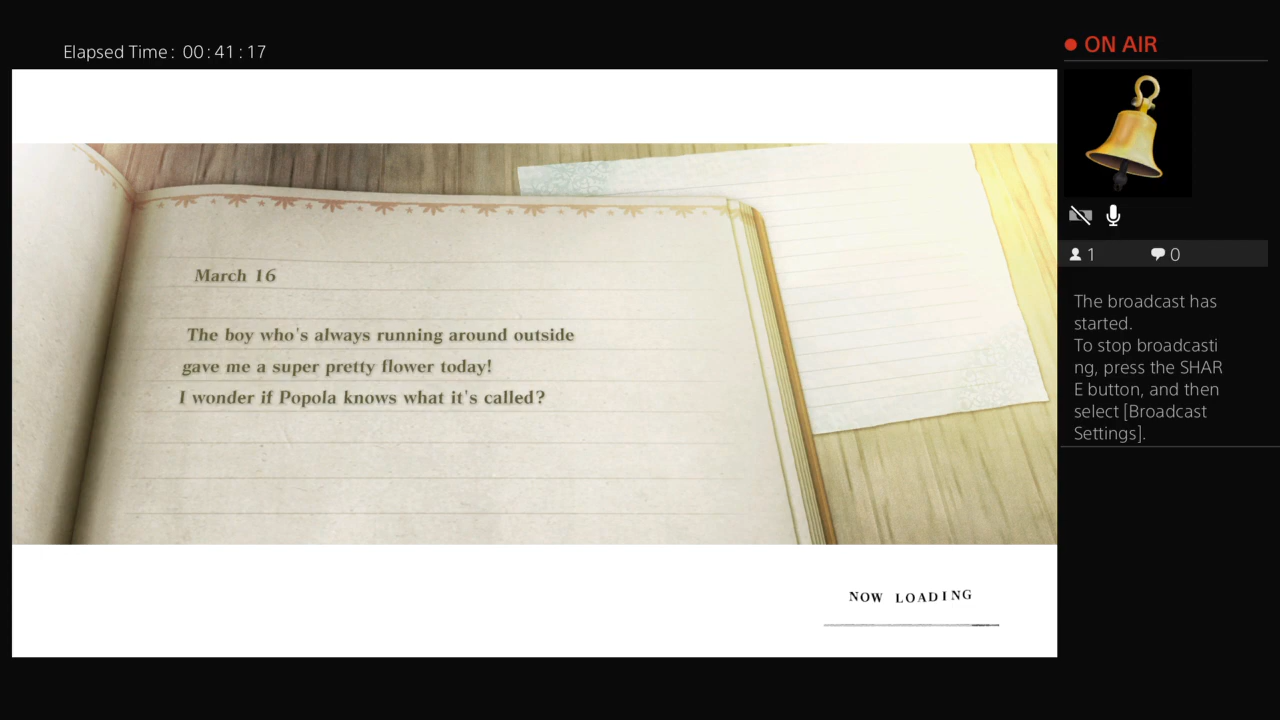 Elapsed Time: 00:41:17
ON AIR
March 16
The boy who's always running around outside
gave me a super pretty flower today!
I wonder if Popola knows what it's called?
NOW LOADING
1
0
The broadcast has
started.
To stop broadcasti
ng, press the SHAR
E button, and then
select [Broadcast
Settings].